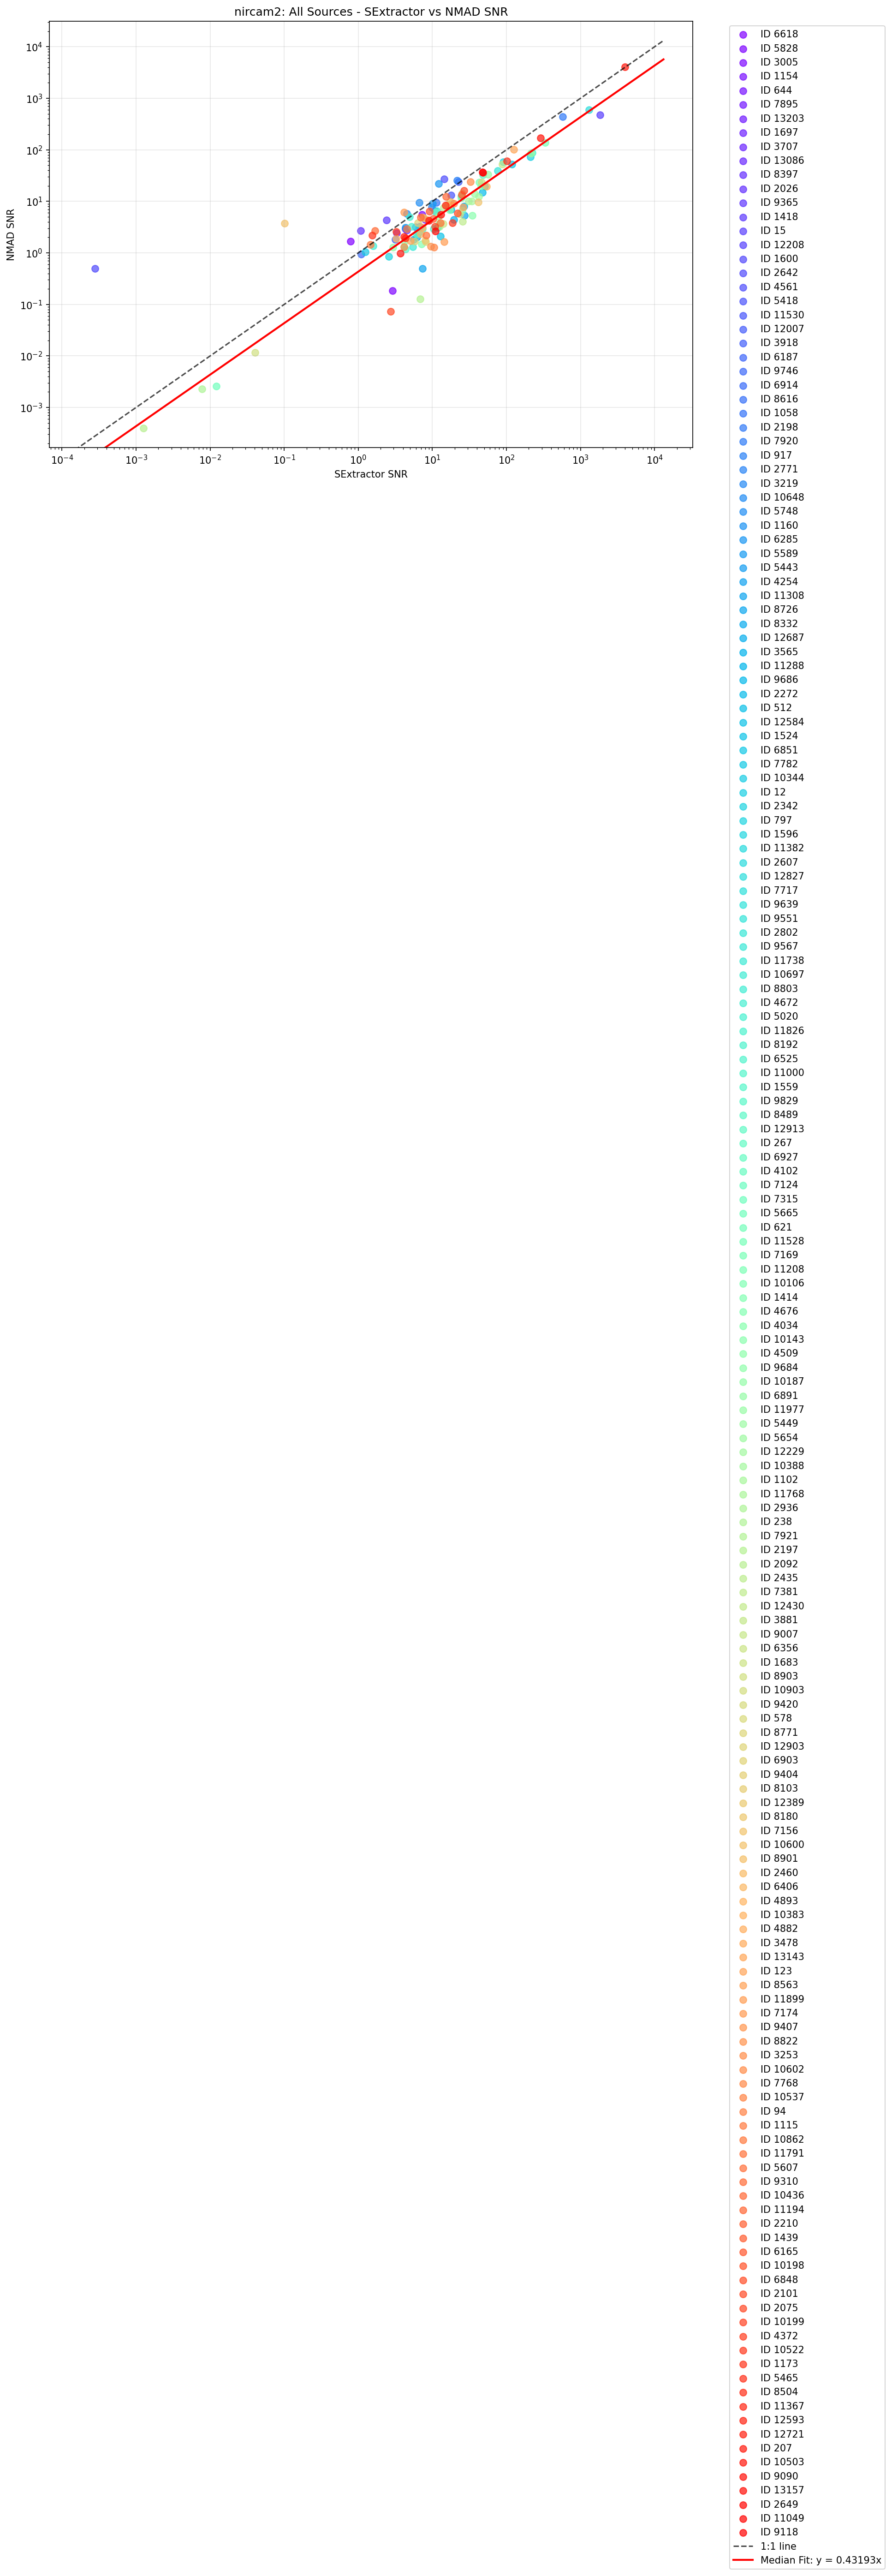 nircam2: All Sources - SExtractor vs NMAD SNR
NMAD SNR
10⁴
10³
10²
10¹
10⁰
10⁻¹
10⁻²
10⁻³
10⁻⁴ 10⁻³ 10⁻² 10⁻¹ 10⁰ 10¹ 10² 10³ 10⁴
SExtractor SNR
ID 6618
ID 5828
ID 3005
ID 1154
ID 644
ID 7895
ID 13203
ID 1697
ID 3707
ID 13086
ID 8397
ID 2026
ID 9365
ID 1418
ID 15
ID 12208
ID 1600
ID 2642
ID 4561
ID 5418
ID 11530
ID 12007
ID 3918
ID 6187
ID 9746
ID 6914
ID 8616
ID 1058
ID 2198
ID 7920
ID 917
ID 2771
ID 3219
ID 10648
ID 5748
ID 1160
ID 6285
ID 5589
ID 5443
ID 4254
ID 11308
ID 8726
ID 8332
ID 12687
ID 3565
ID 11288
ID 9686
ID 2272
ID 512
ID 12584
ID 1524
ID 6851
ID 7782
ID 10344
ID 12
ID 2342
ID 797
ID 1596
ID 11382
ID 2607
ID 12827
ID 7717
ID 9639
ID 9551
ID 2802
ID 9567
ID 11738
ID 10697
ID 8803
ID 4672
ID 5020
ID 11826
ID 8192
ID 6525
ID 11000
ID 1559
ID 9829
ID 8489
ID 12913
ID 267
ID 6927
ID 4102
ID 7124
ID 7315
ID 5665
ID 621
ID 11528
ID 7169
ID 11208
ID 10106
ID 1414
ID 4676
ID 4034
ID 10143
ID 4509
ID 9684
ID 10187
ID 6891
ID 11977
ID 5449
ID 5654
ID 12229
ID 10388
ID 1102
ID 11768
ID 2936
ID 238
ID 7921
ID 2197
ID 2092
ID 2435
ID 7381
ID 12430
ID 3881
ID 9007
ID 6356
ID 1683
ID 8903
ID 10903
ID 9420
ID 578
ID 8771
ID 12903
ID 6903
ID 9404
ID 8103
ID 12389
ID 8180
ID 7156
ID 10600
ID 8901
ID 2460
ID 6406
ID 4893
ID 10383
ID 4882
ID 3478
ID 13143
ID 123
ID 8563
ID 11899
ID 7174
ID 9407
ID 8822
ID 3253
ID 10602
ID 7768
ID 10537
ID 94
ID 1115
ID 10862
ID 11791
ID 5607
ID 9310
ID 10436
ID 11194
ID 2210
ID 1439
ID 6165
ID 10198
ID 6848
ID 2101
ID 2075
ID 10199
ID 4372
ID 10522
ID 1173
ID 5465
ID 8504
ID 11367
ID 12593
ID 12721
ID 207
ID 10503
ID 9090
ID 13157
ID 2649
ID 11049
ID 9118
1:1 line
Median Fit: y = 0.43193x